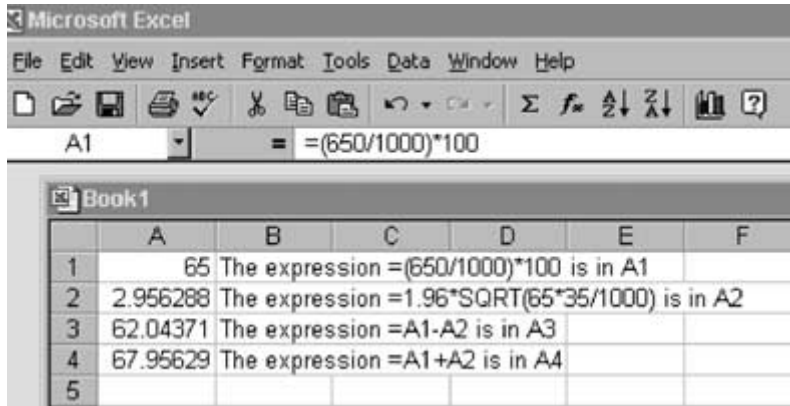 Microsoft Excel
File Edit View Insert Format Tools Data Window Help
A1 = =(650/1000)*100
Book1
A B C D E F
1 65 The expression =(650/1000)*100 is in A1
2 2.956288 The expression =1.96*SQRT(65*35/1000) is in A2
3 62.04371 The expression =A1-A2 is in A3
4 67.95629 The expression =A1+A2 is in A4
5